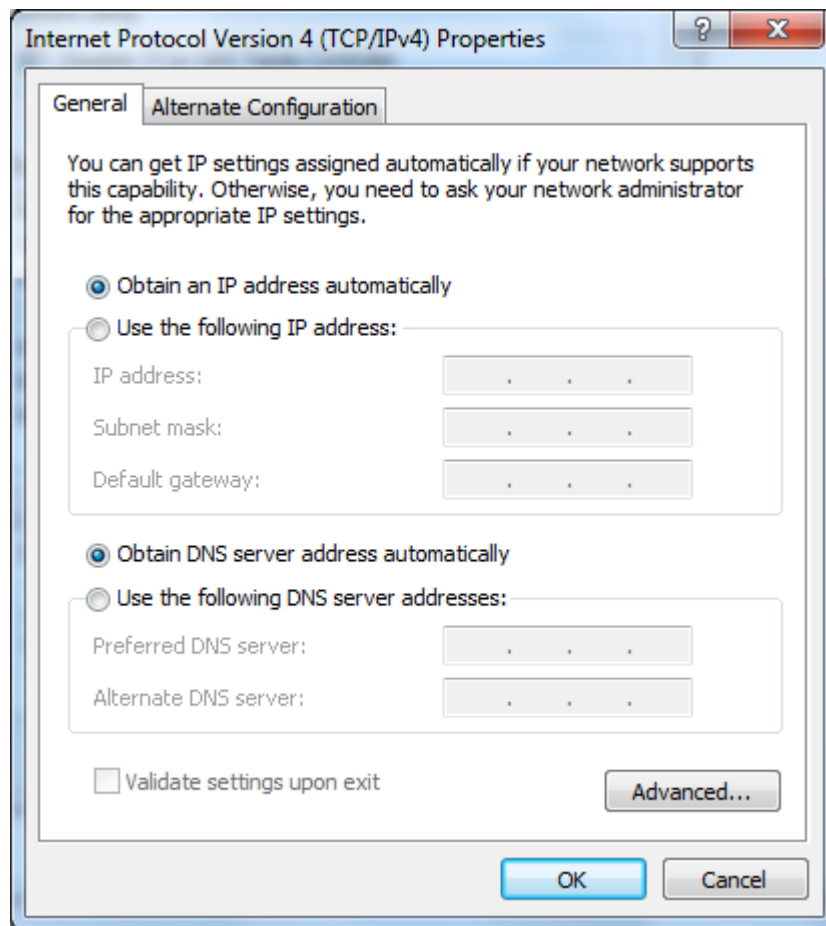 Internet Protocol Version 4 (TCP/IPv4) Properties
General
Alternate Configuration
You can get IP settings assigned automatically if your network supports
this capability. Otherwise, you need to ask your network administrator
for the appropriate IP settings.
Obtain an IP address automatically
Use the following IP address:
IP address:
Subnet mask:
Default gateway:
Obtain DNS server address automatically
Use the following DNS server addresses:
Preferred DNS server:
Alternate DNS server:
Validate settings upon exit
Advanced...
OK
Cancel